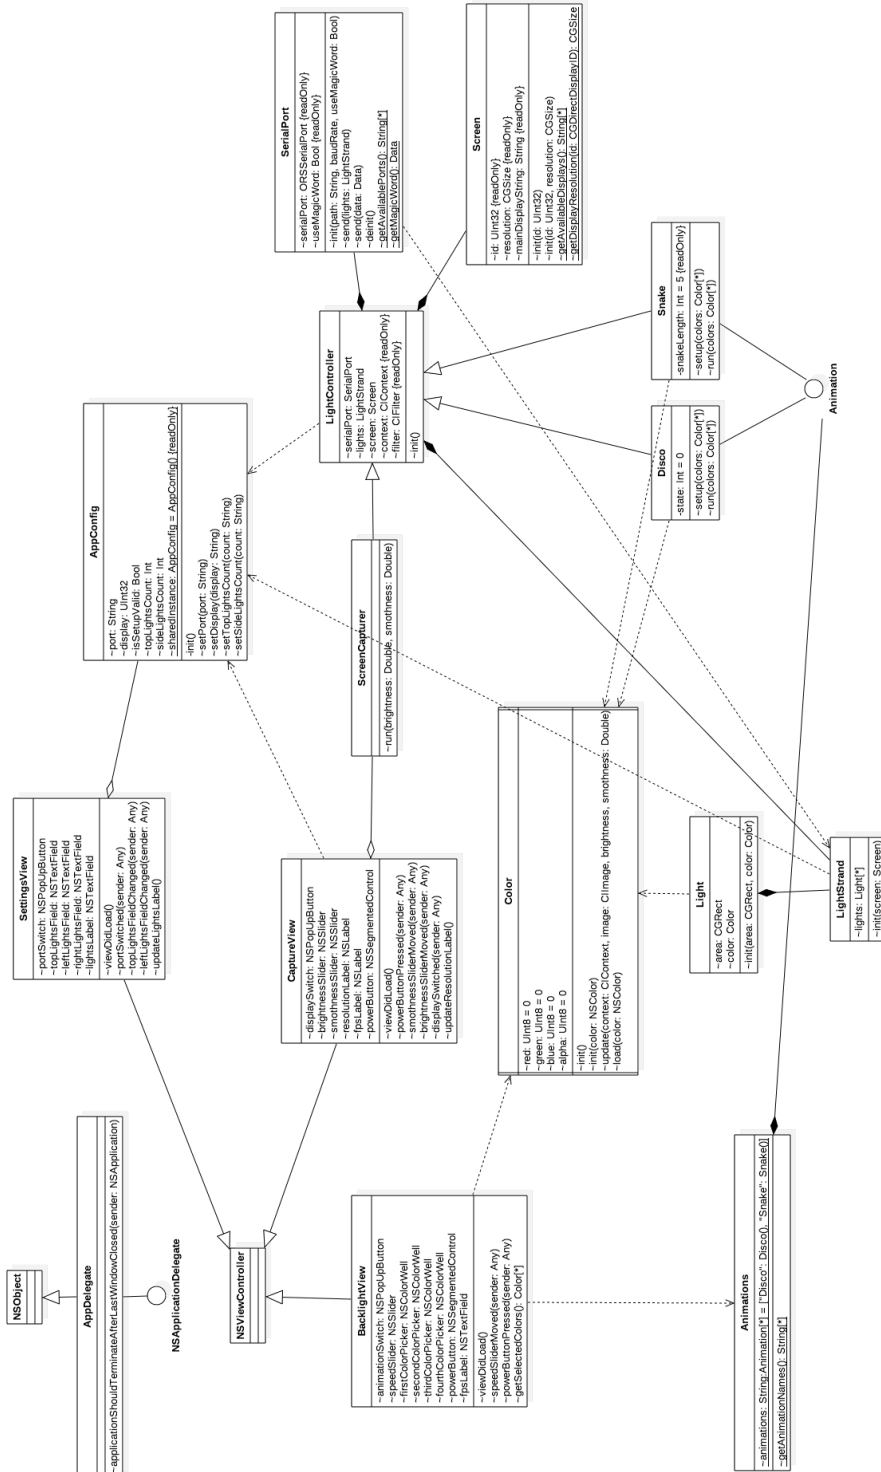 NSObject
AppDelegate
~applicationShouldTerminateAfterLastWindowClosed(sender: NSApplication)
NSApplicationDelegate
SettingsView
~portSwitch: NSPopUpButton
~topLightsField: NSTextField
~leftLightsField: NSTextField
~rightLightsField: NSTextField
~lightsLabel: NSTextField
~viewDidLoad()
~portSwitched(sender: Any)
~topLightsFieldChanged(sender: Any)
~leftLightsFieldChanged(sender: Any)
~updateLightsLabel()
AppConfig
~port: String
~display: UInt32
~isSetupValid: Bool
~topLightsCount: Int
~sideLightsCount: Int
~sharedInstance: AppConfig = AppConfig() {readOnly}
-init()
~setPort(port: String)
~setDisplay(display: String)
~setTopLightsCount(count: String)
~setSideLightsCount(count: String)
SerialPort
~serialPort: ORSSerialPort {readOnly}
~useMagicWord: Bool {readOnly}
~init(path: String, baudRate, useMagicWord: Bool)
~send(lights: LightStrand)
~send(data: Data)
~deinit()
~getAvailablePorts(): String[*]
~getMagicWord(): Data
NSViewController
CaptureView
~displaySwitch: NSPopUpButton
~brightnessSlider: NSSlider
~smothnessSlider: NSSlider
~resolutionLabel: NSLabel
~fpsLabel: NSLabel
~powerButton: NSSegmentedControl
~viewDidLoad()
~powerButtonPressed(sender: Any)
~smothnessSliderMoved(sender: Any)
~brightnessSliderMoved(sender: Any)
~displaySwitched(sender: Any)
~updateResolutionLabel()
ScreenCapturer
~run(brightness: Double, smothness: Double)
LightController
~serialPort: SerialPort
~lights: LightStrand
~screen: Screen
~context: CIContext {readOnly}
~filter: CIFilter {readOnly}
~init()
Screen
~id: UInt32 {readOnly}
~resolution: CGSize {readOnly}
~mainDisplayString: String {readOnly}
~init(id: UInt32)
~init(id: UInt32, resolution: CGSize)
~getAvailableDisplays(): String[*]
~getDisplayResolution(id: CGDirectDisplayID): CGSize
BacklightView
~animationSwitch: NSPopUpButton
~speedSlider: NSSlider
~firstColorPicker: NSColorWell
~secondColorPicker: NSColorWell
~thirdColorPicker: NSColorWell
~fourthColorPicker: NSColorWell
~powerButton: NSSegmentedControl
~fpsLabel: NSTextField
~viewDidLoad()
~speedSliderMoved(sender: Any)
~powerButtonPressed(sender: Any)
~getSelectedColors(): Color[*]
Color
~red: UInt8 = 0
~green: UInt8 = 0
~blue: UInt8 = 0
~alpha: UInt8 = 0
~init()
~init(color: NSColor)
~update(context: CIContext, image: CIImage, brightness, smothness: Double)
~load(color: NSColor)
Disco
-state: Int = 0
~setup(colors: Color[*])
~run(colors: Color[*])
Snake
-snakeLength: Int = 5 {readOnly}
~setup(colors: Color[*])
~run(colors: Color[*])
Light
~area: CGRect
~color: Color
~init(area: CGRect, color: Color)
Animations
~animations: String:Animation[*] = ["Disco": Disco(), "Snake": Snake()]
~getAnimationNames(): String[*]
LightStrand
~lights: Light[*]
~init(screen: Screen)
Animation